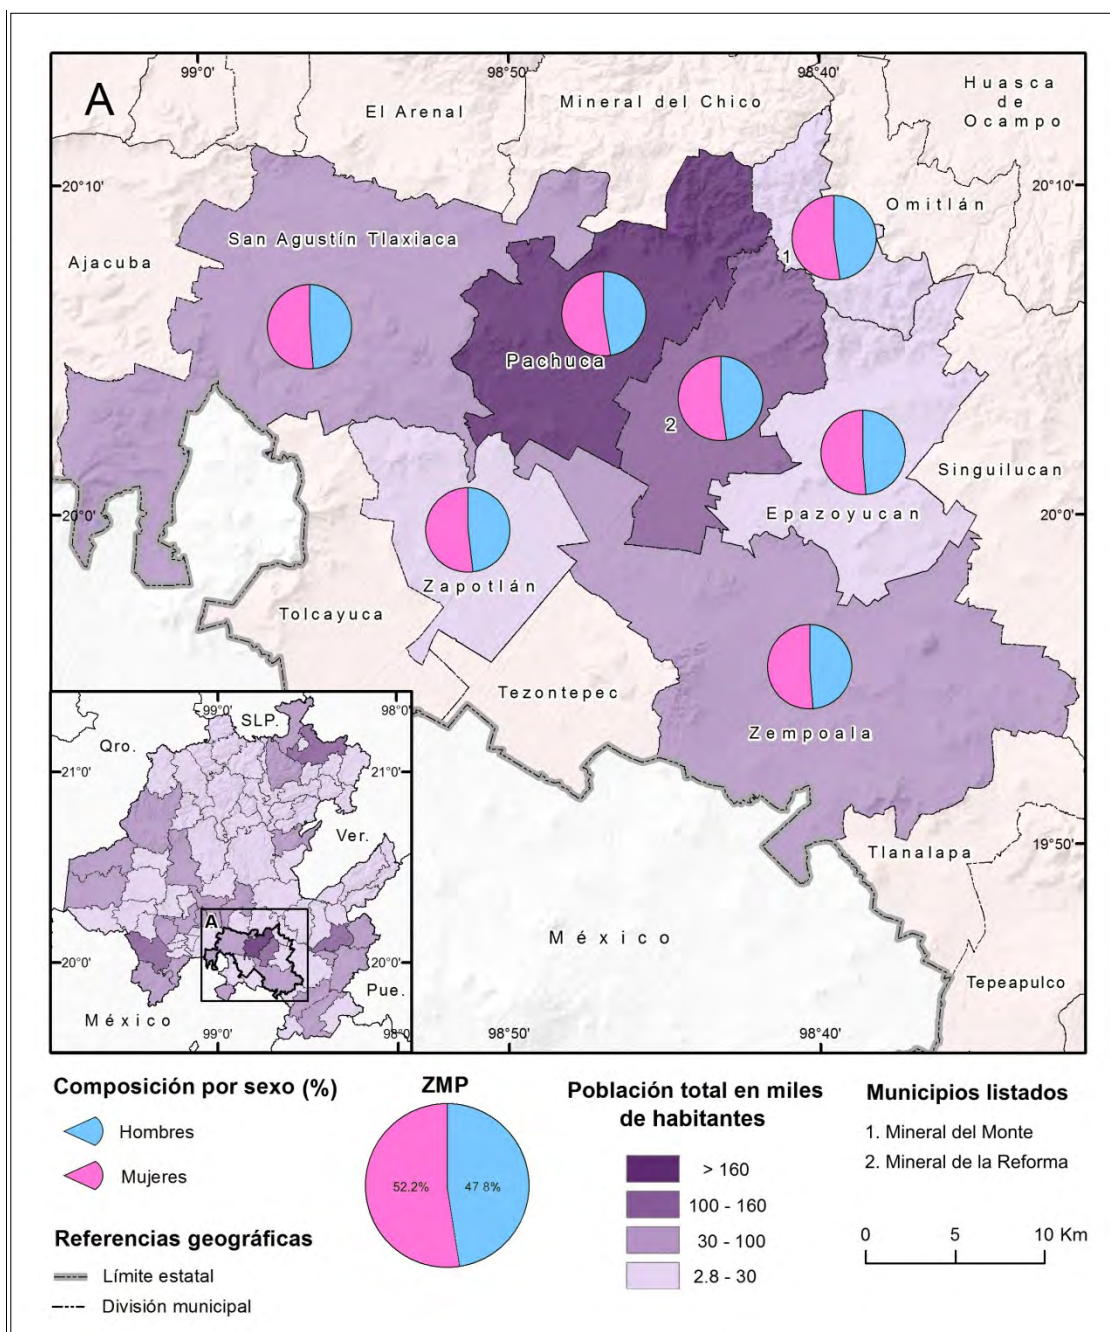 99°0'
98°50'
98°40'
A
El Arenal
Mineral del Chico
Huasca
de
Ocampo
20°10'
20°10'
Omitlán
San Agustín Tlaxiaca
1
Ajacuba
Pachuca
2
Singuilucan
20°0'
Epazoyucan
20°0'
Zapotlán
Tolcayuca
Tezontepec
Zempoala
99°0'
98°0'
SLP.
Qro.
21°0'
21°0'
Ver.
19°50'
Tlanalapa
A
México
20°0'
20°0'
Tepeapulco
Pue.
México
99°0'
98°0'
98°50'
98°40'
Composición por sexo (%)
Hombres
Mujeres
Referencias geográficas
Límite estatal
División municipal
ZMP
52.2%
47 8%
Población total en miles
de habitantes
> 160
100 - 160
30 - 100
2.8 - 30
Municipios listados
1. Mineral del Monte
2. Mineral de la Reforma
0 5 10 Km